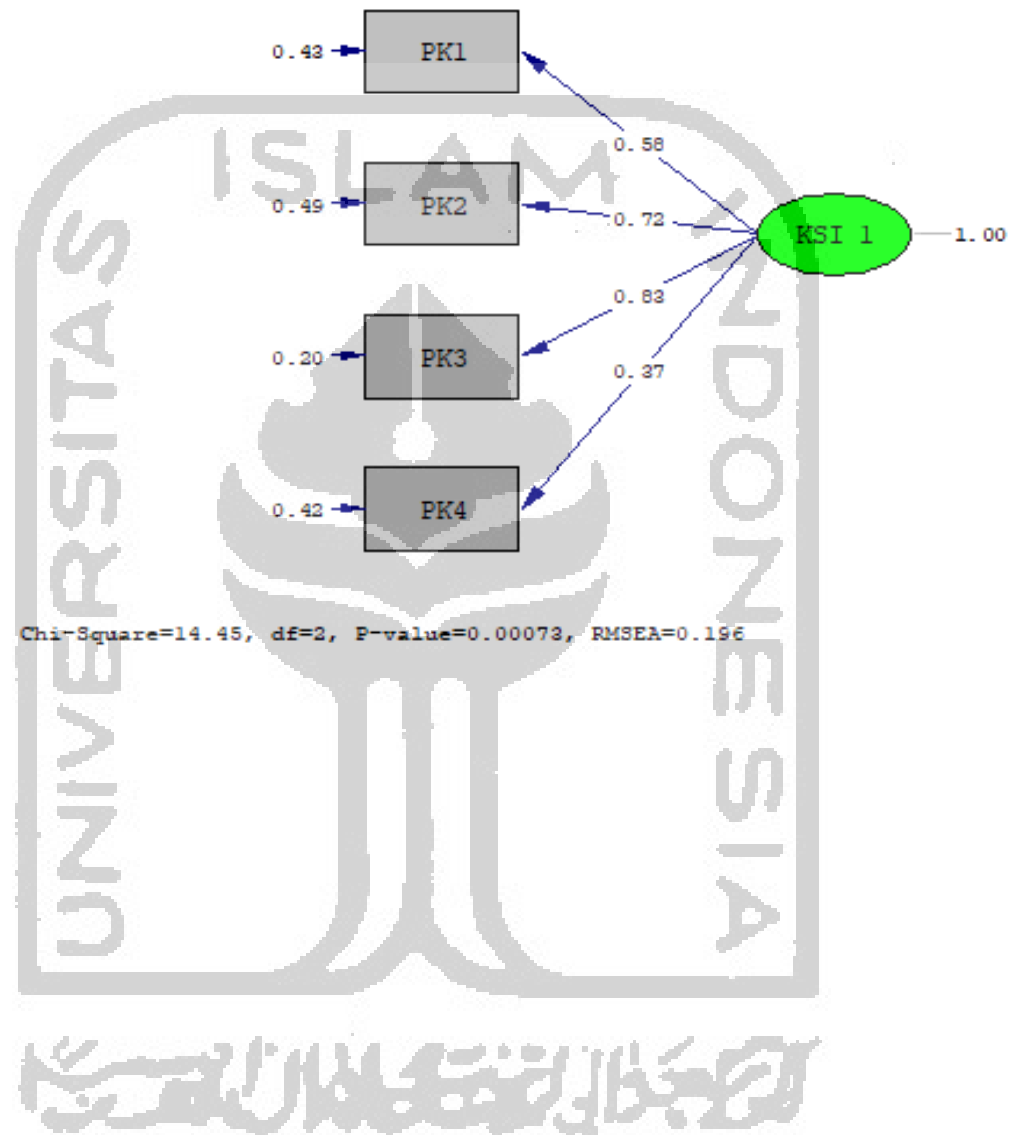 0.43
PK1
0.58
ISLAM
0.49
PK2
0.72
KSI 1
1.00
0.83
0.20
PK3
0.37
0.42
PK4
Chi-Square=14.45, df=2, P-value=0.00073, RMSEA=0.196
UNIVERSITAS
INDONESIA